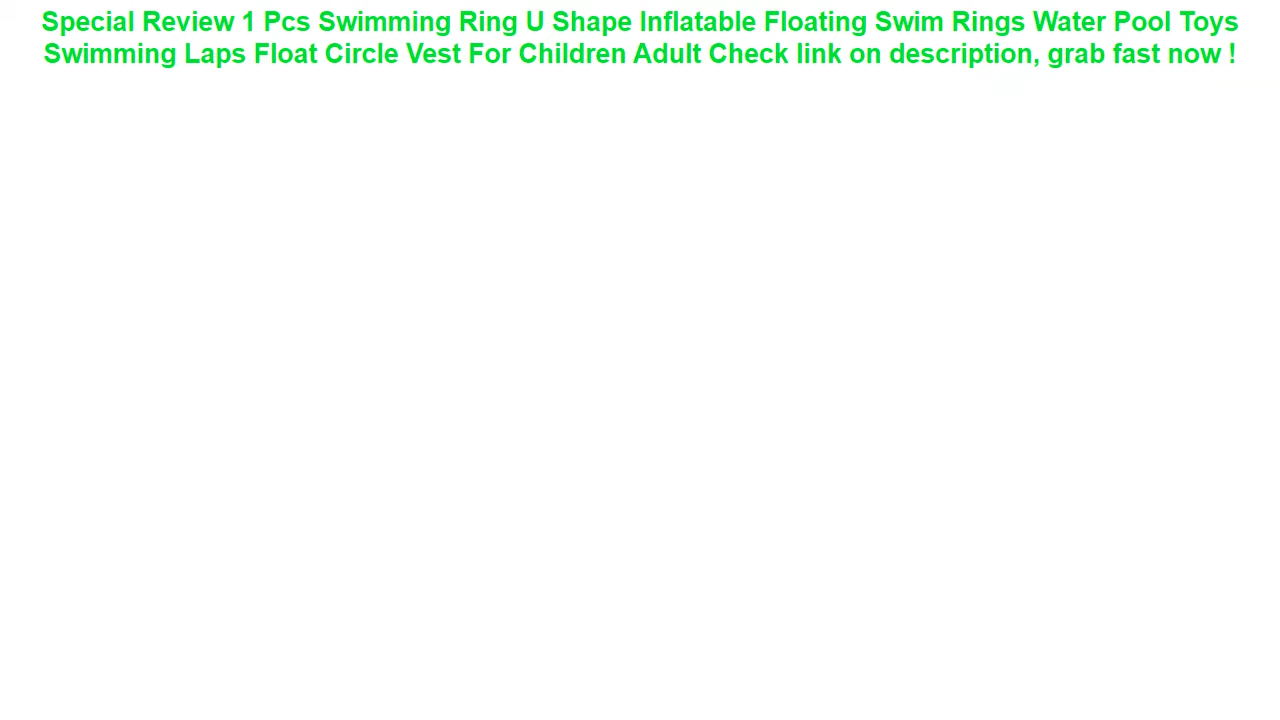 Special Review 1 Pcs Swimming Ring U Shape Inflatable Floating Swim Rings Water Pool Toys
Swimming Laps Float Circle Vest For Children Adult Check link on description, grab fast now !